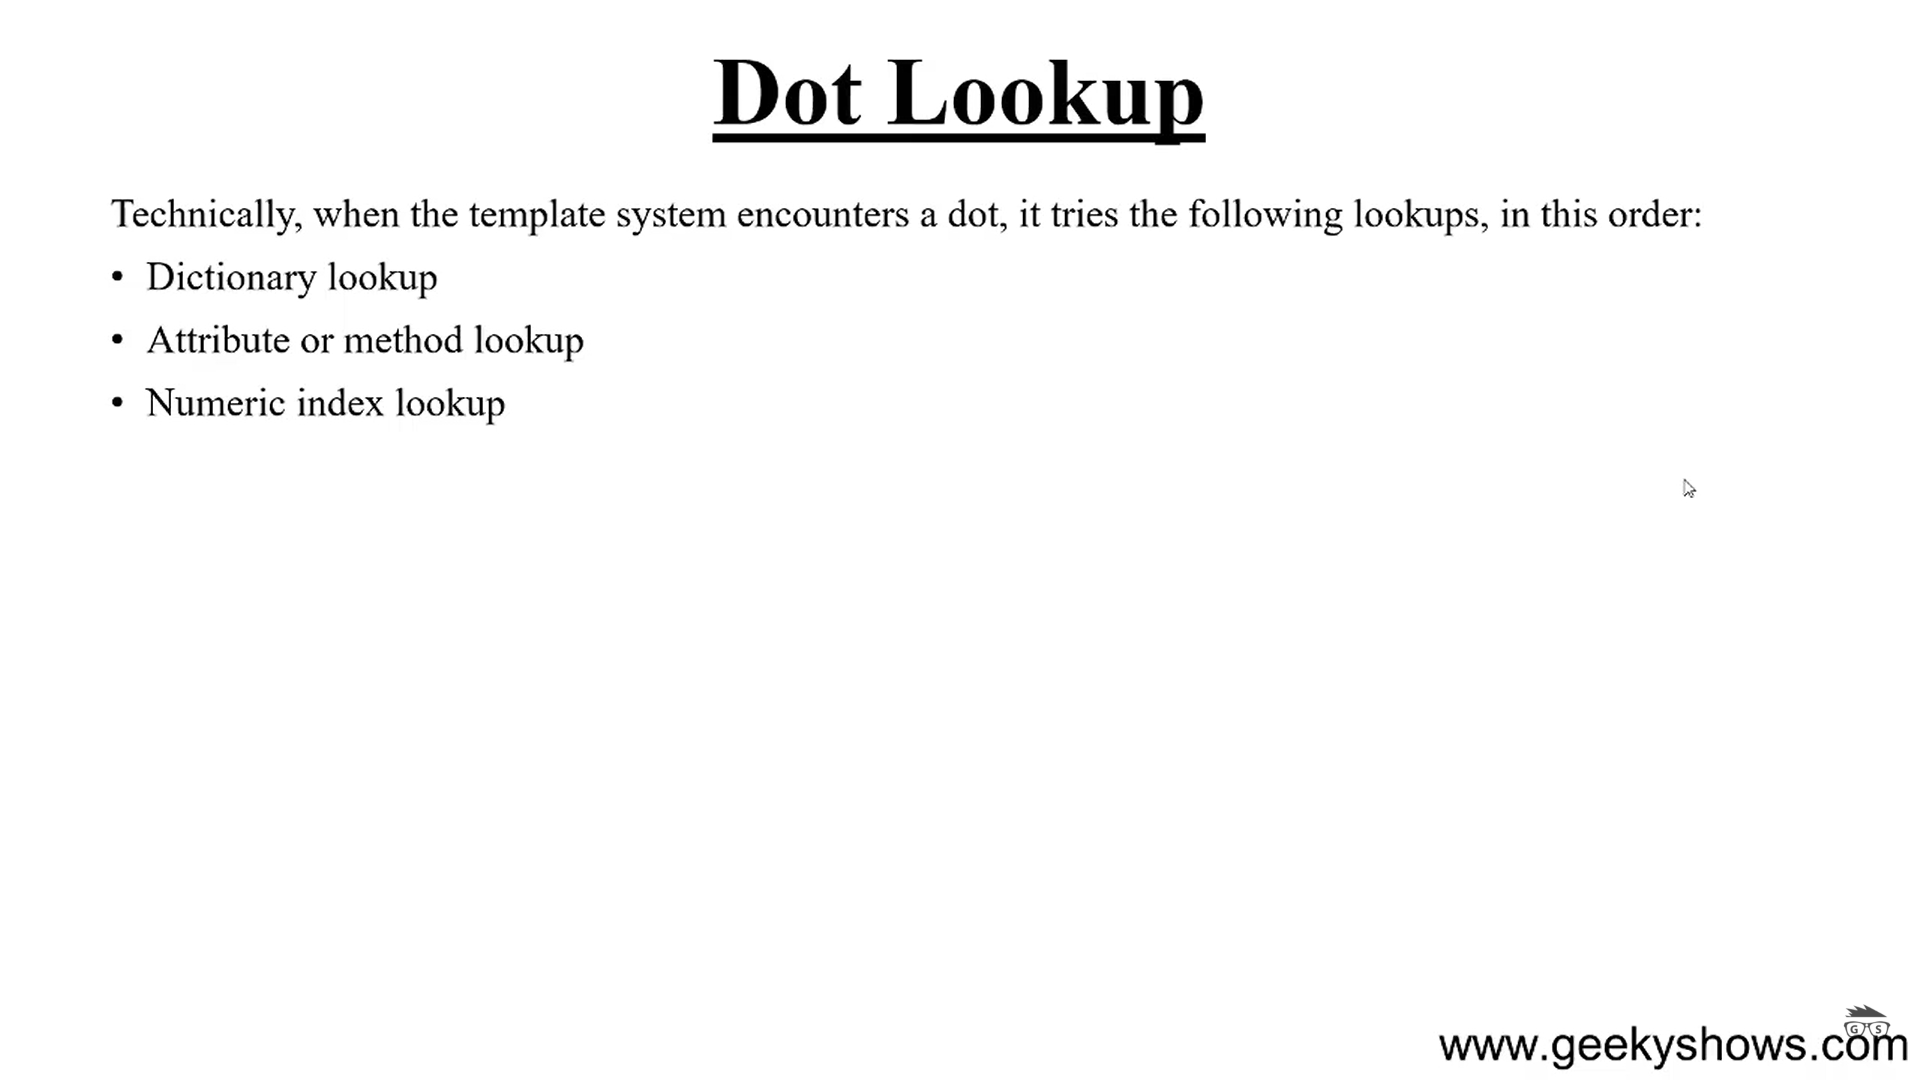 Dot Lookup
Technically, when the template system encounters a dot, it tries the following lookups, in this order:
• Dictionary lookup
• Attribute or method lookup
• Numeric index lookup
G S
www.geekyshows.com